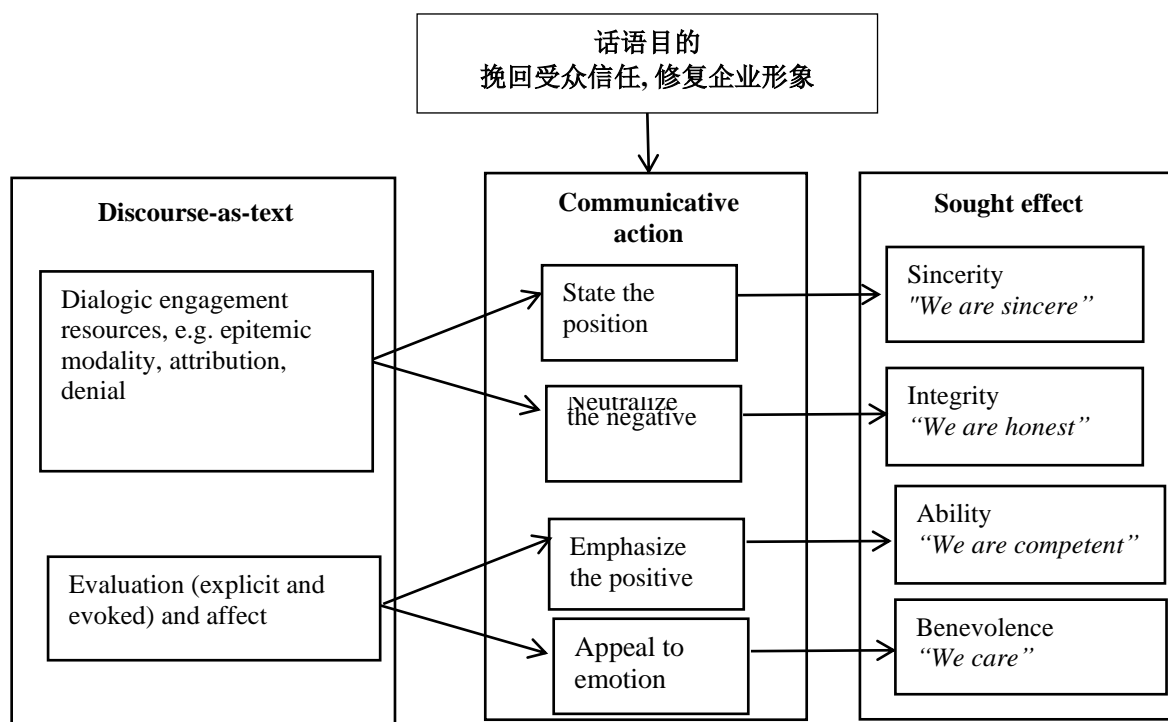 话语目的
挽回受众信任, 修复企业形象
Discourse-as-text
Dialogic engagement
resources, e.g. epitemic
modality, attribution,
denial
Evaluation (explicit and
evoked) and affect
Communicative
action
State the
position
Neutralize
the negative
Emphasize
the positive
Appeal to
emotion
Sought effect
Sincerity
"We are sincere”
Integrity
“We are honest”
Ability
“We are competent”
Benevolence
“We care”